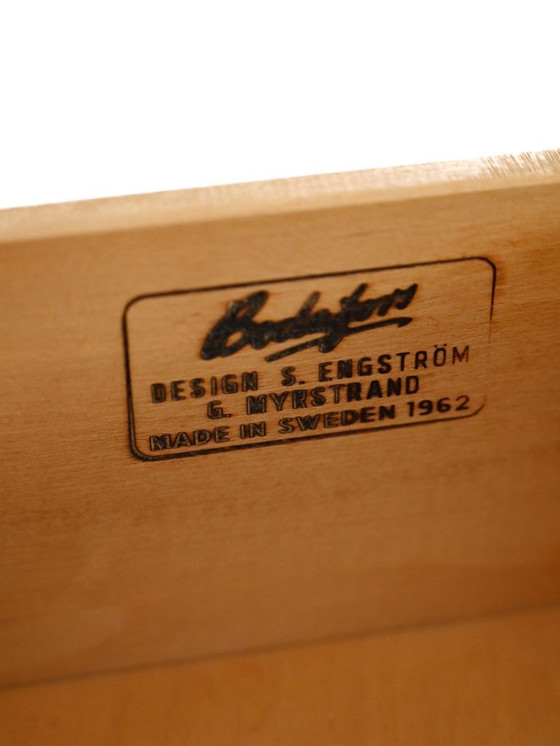 Bodafors
DESIGN S. ENGSTRÖM
G. MYRSTRAND
MADE IN SWEDEN 1962